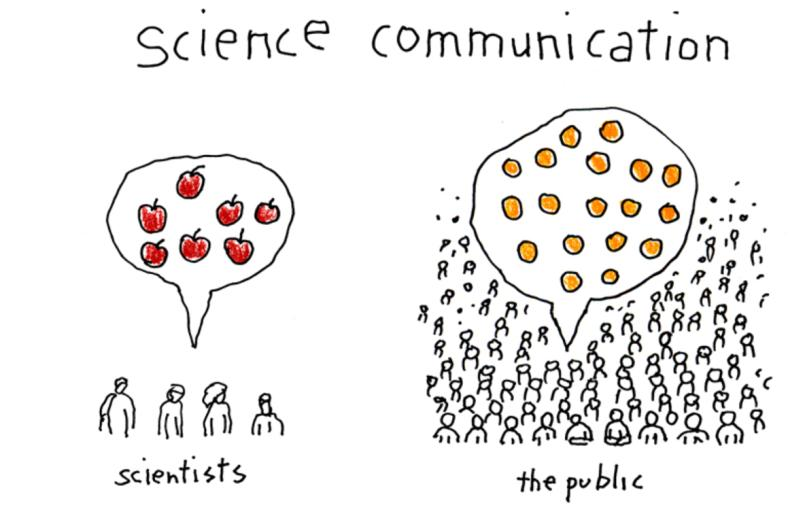 science communication
scientists
the public